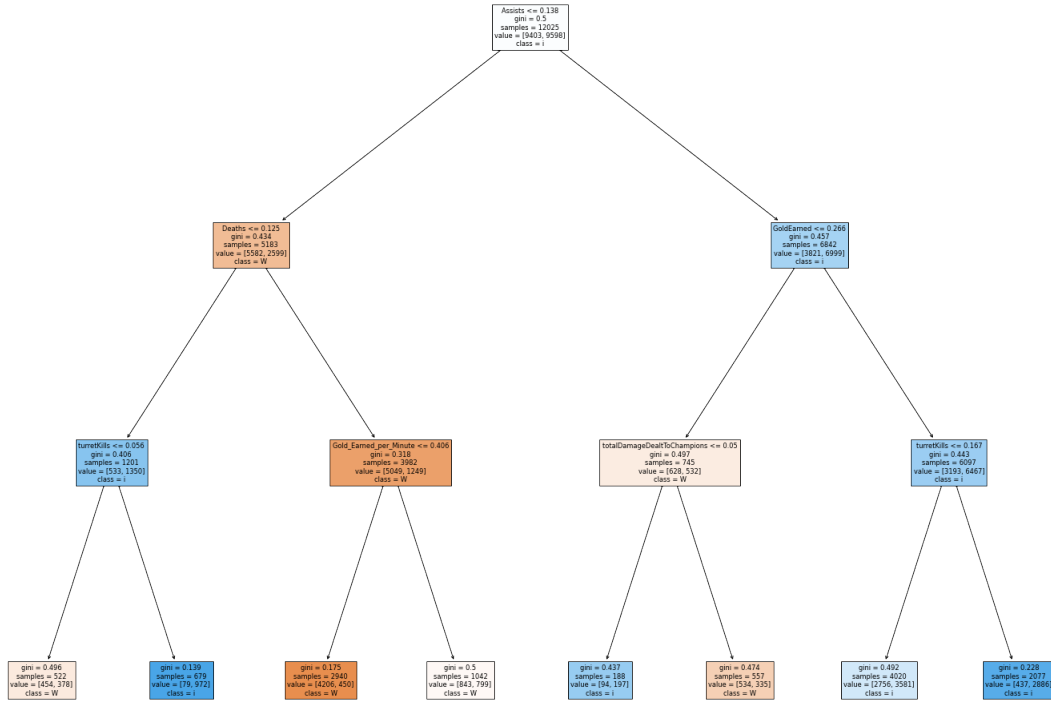 Assists <= 0.138
gini = 0.5
samples = 12025
value = [9403, 9598]
class = i
Deaths <= 0.125
gini = 0.434
samples = 5183
value = [5582, 2599]
class = W
GoldEarned <= 0.266
gini = 0.457
samples = 6842
value = [3821, 6999]
class = i
turretKills <= 0.056
gini = 0.406
samples = 1201
value = [533, 1350]
class = i
Gold_Earned_per_Minute <= 0.406
gini = 0.318
samples = 3982
value = [5049, 1249]
class = W
totalDamageDealtToChampions <= 0.05
gini = 0.497
samples = 745
value = [628, 532]
class = W
turretKills <= 0.167
gini = 0.443
samples = 6097
value = [3193, 6467]
class = i
gini = 0.496
samples = 522
value = [454, 378]
class = W
gini = 0.139
samples = 679
value = [79, 972]
class = i
gini = 0.175
samples = 2940
value = [4206, 450]
class = W
gini = 0.5
samples = 1042
value = [843, 799]
class = W
gini = 0.437
samples = 188
value = [94, 197]
class = i
gini = 0.474
samples = 557
value = [534, 335]
class = W
gini = 0.492
samples = 4020
value = [2756, 3581]
class = i
gini = 0.228
samples = 2077
value = [437, 2886]
class = i